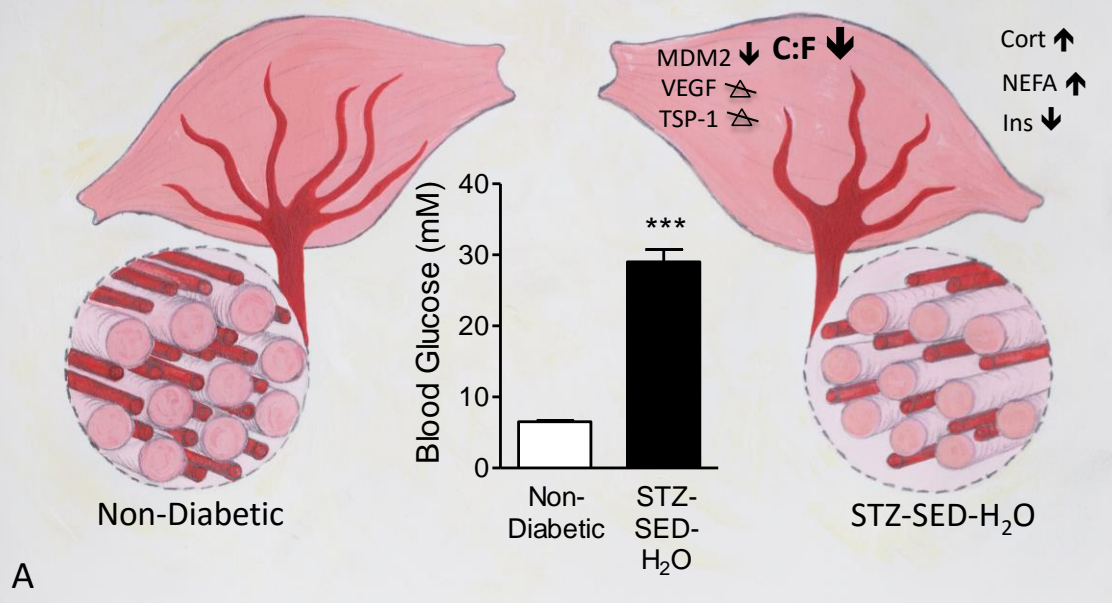 MDM2 🡻 C:F 🡻
VEGF
TSP-1
Cort 🡹
NEFA 🡹
Ins 🡻
Blood Glucose (mM)
40
30
20
10
0
***
Non-
Diabetic
STZ-
SED-
H₂O
Non-Diabetic
STZ-SED-H₂O
A